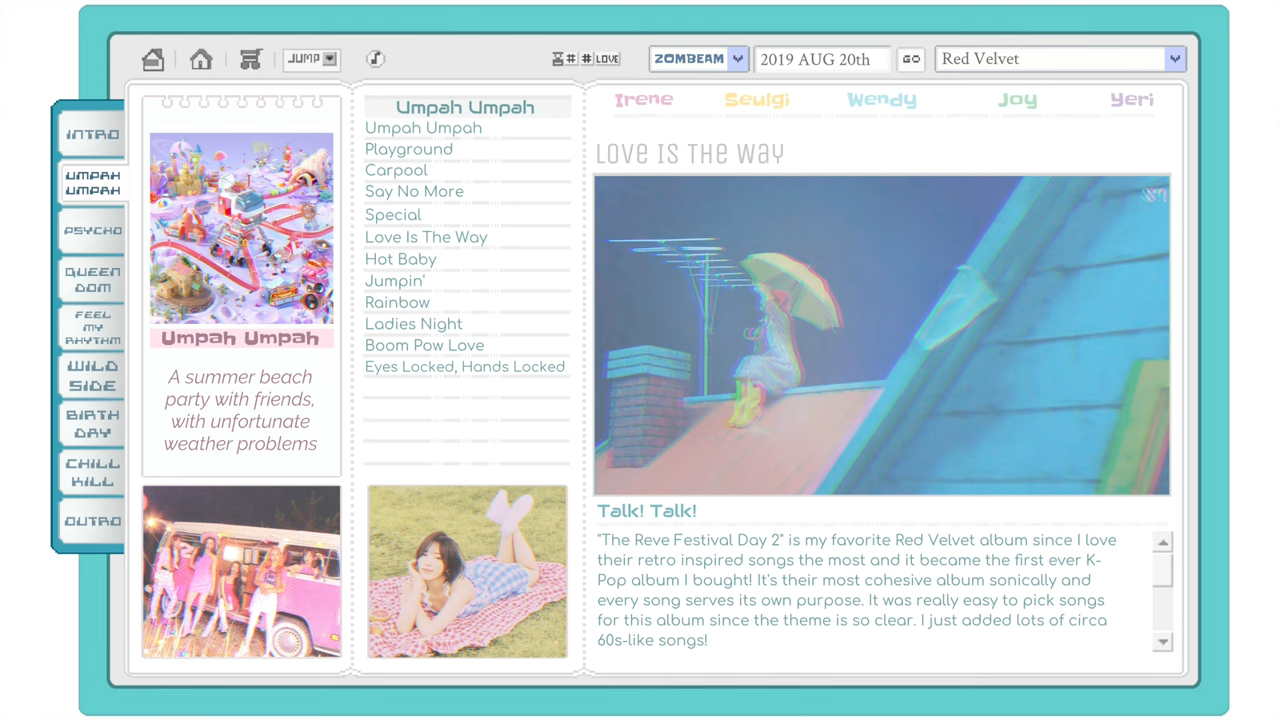 JUMP
# # LOVE
ZOMBEAM
2019 AUG 20th
GO
Red Velvet
INTRO
UMPAH
UMPAH
PSYCHO
QUEEN
DOM
FEEL
MY
RHYTHM
WILD
SIDE
BIRTH
DAY
CHILL
KILL
OUTRO
Umpah Umpah
A summer beach
party with friends,
with unfortunate
weather problems
Umpah Umpah
Umpah Umpah
Playground
Carpool
Say No More
Special
Love Is The Way
Hot Baby
Jumpin'
Rainbow
Ladies Night
Boom Pow Love
Eyes Locked, Hands Locked
Irene Seulgi Wendy Joy Yeri
LOVE IS THE WAY
Talk! Talk!
"The Reve Festival Day 2" is my favorite Red Velvet album since I love
their retro inspired songs the most and it became the first ever K-
Pop album I bought! It's their most cohesive album sonically and
every song serves its own purpose. It was really easy to pick songs
for this album since the theme is so clear. I just added lots of circa
60s-like songs!